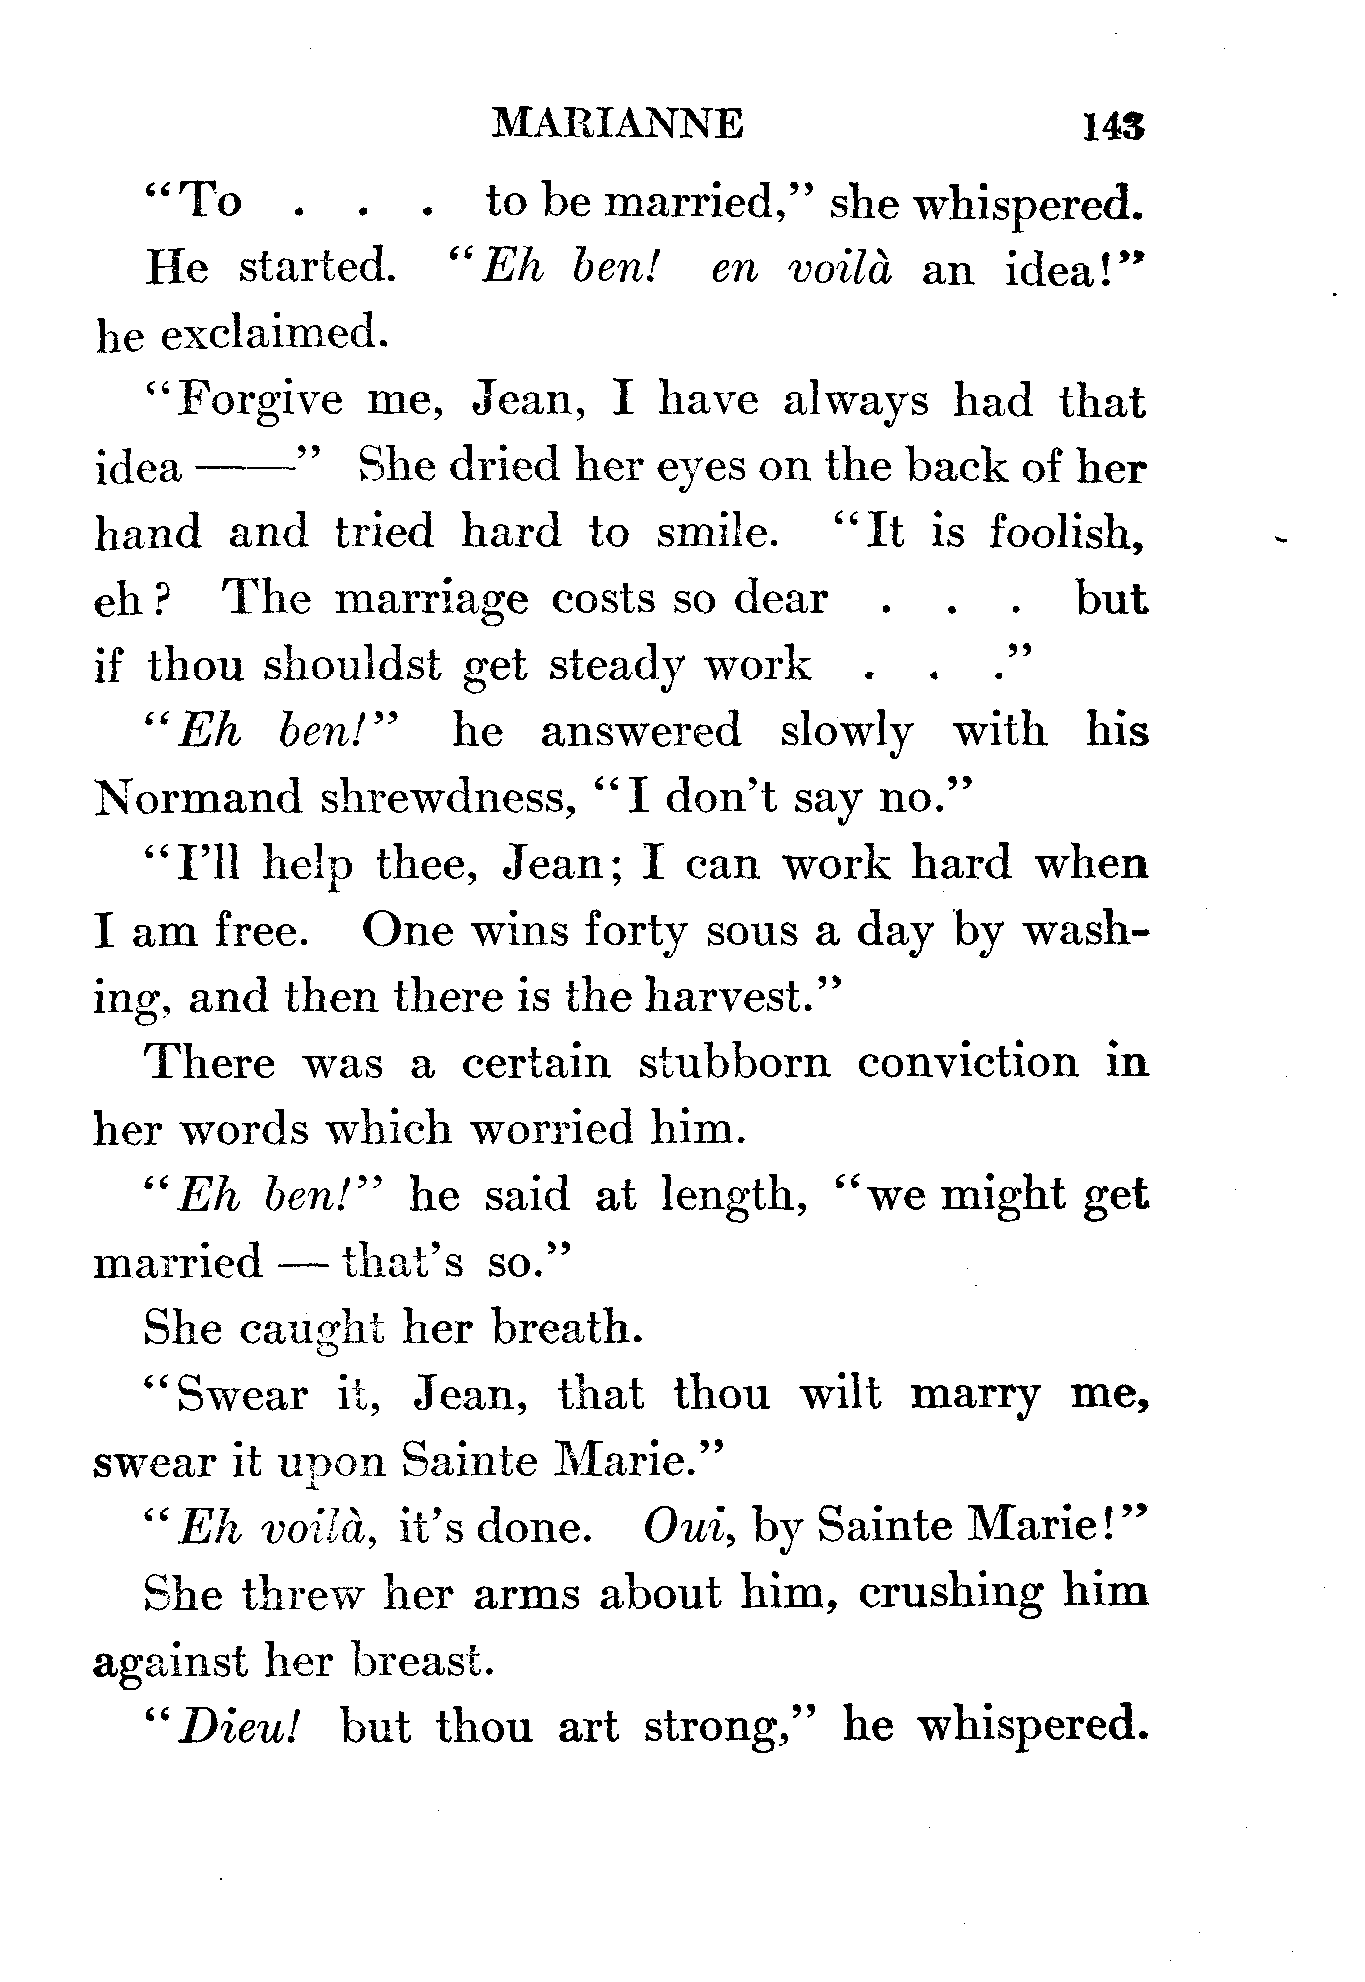 MARIANNE 143
“To . . . to be married,” she whispered.
He started. “Eh ben! en voilà an idea!”
he exclaimed.
“Forgive me, Jean, I have always had that
idea ——” She dried her eyes on the back of her
hand and tried hard to smile. “It is foolish,
eh? The marriage costs so dear . . . but
if thou shouldst get steady work . . .”
“Eh ben!” he answered slowly with his
Normand shrewdness, “I don’t say no.”
“I’ll help thee, Jean; I can work hard when
I am free. One wins forty sous a day by wash-
ing, and then there is the harvest.”
There was a certain stubborn conviction in
her words which worried him.
“Eh ben!” he said at length, “we might get
married — that’s so.”
She caught her breath.
“Swear it, Jean, that thou wilt marry me,
swear it upon Sainte Marie.”
“Eh voilà, it’s done. Oui, by Sainte Marie!”
She threw her arms about him, crushing him
against her breast.
“Dieu! but thou art strong,” he whispered.